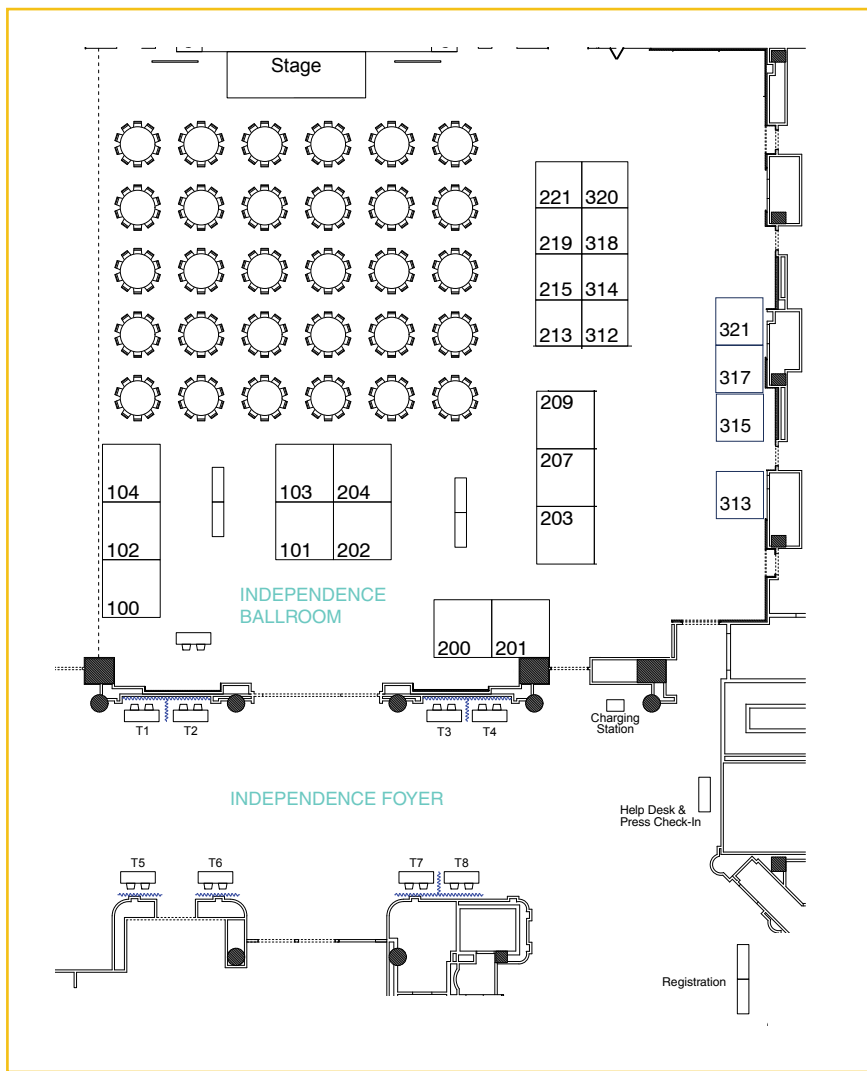 Stage
221 320
219 318
215 314
213 312
321
317
315
313
209
207
203
104
102
100
103 204
101 202
INDEPENDENCE
BALLROOM
200 201
T1 T2
T3 T4
Charging
Station
INDEPENDENCE FOYER
Help Desk &
Press Check-In
T5 T6
T7 T8
Registration